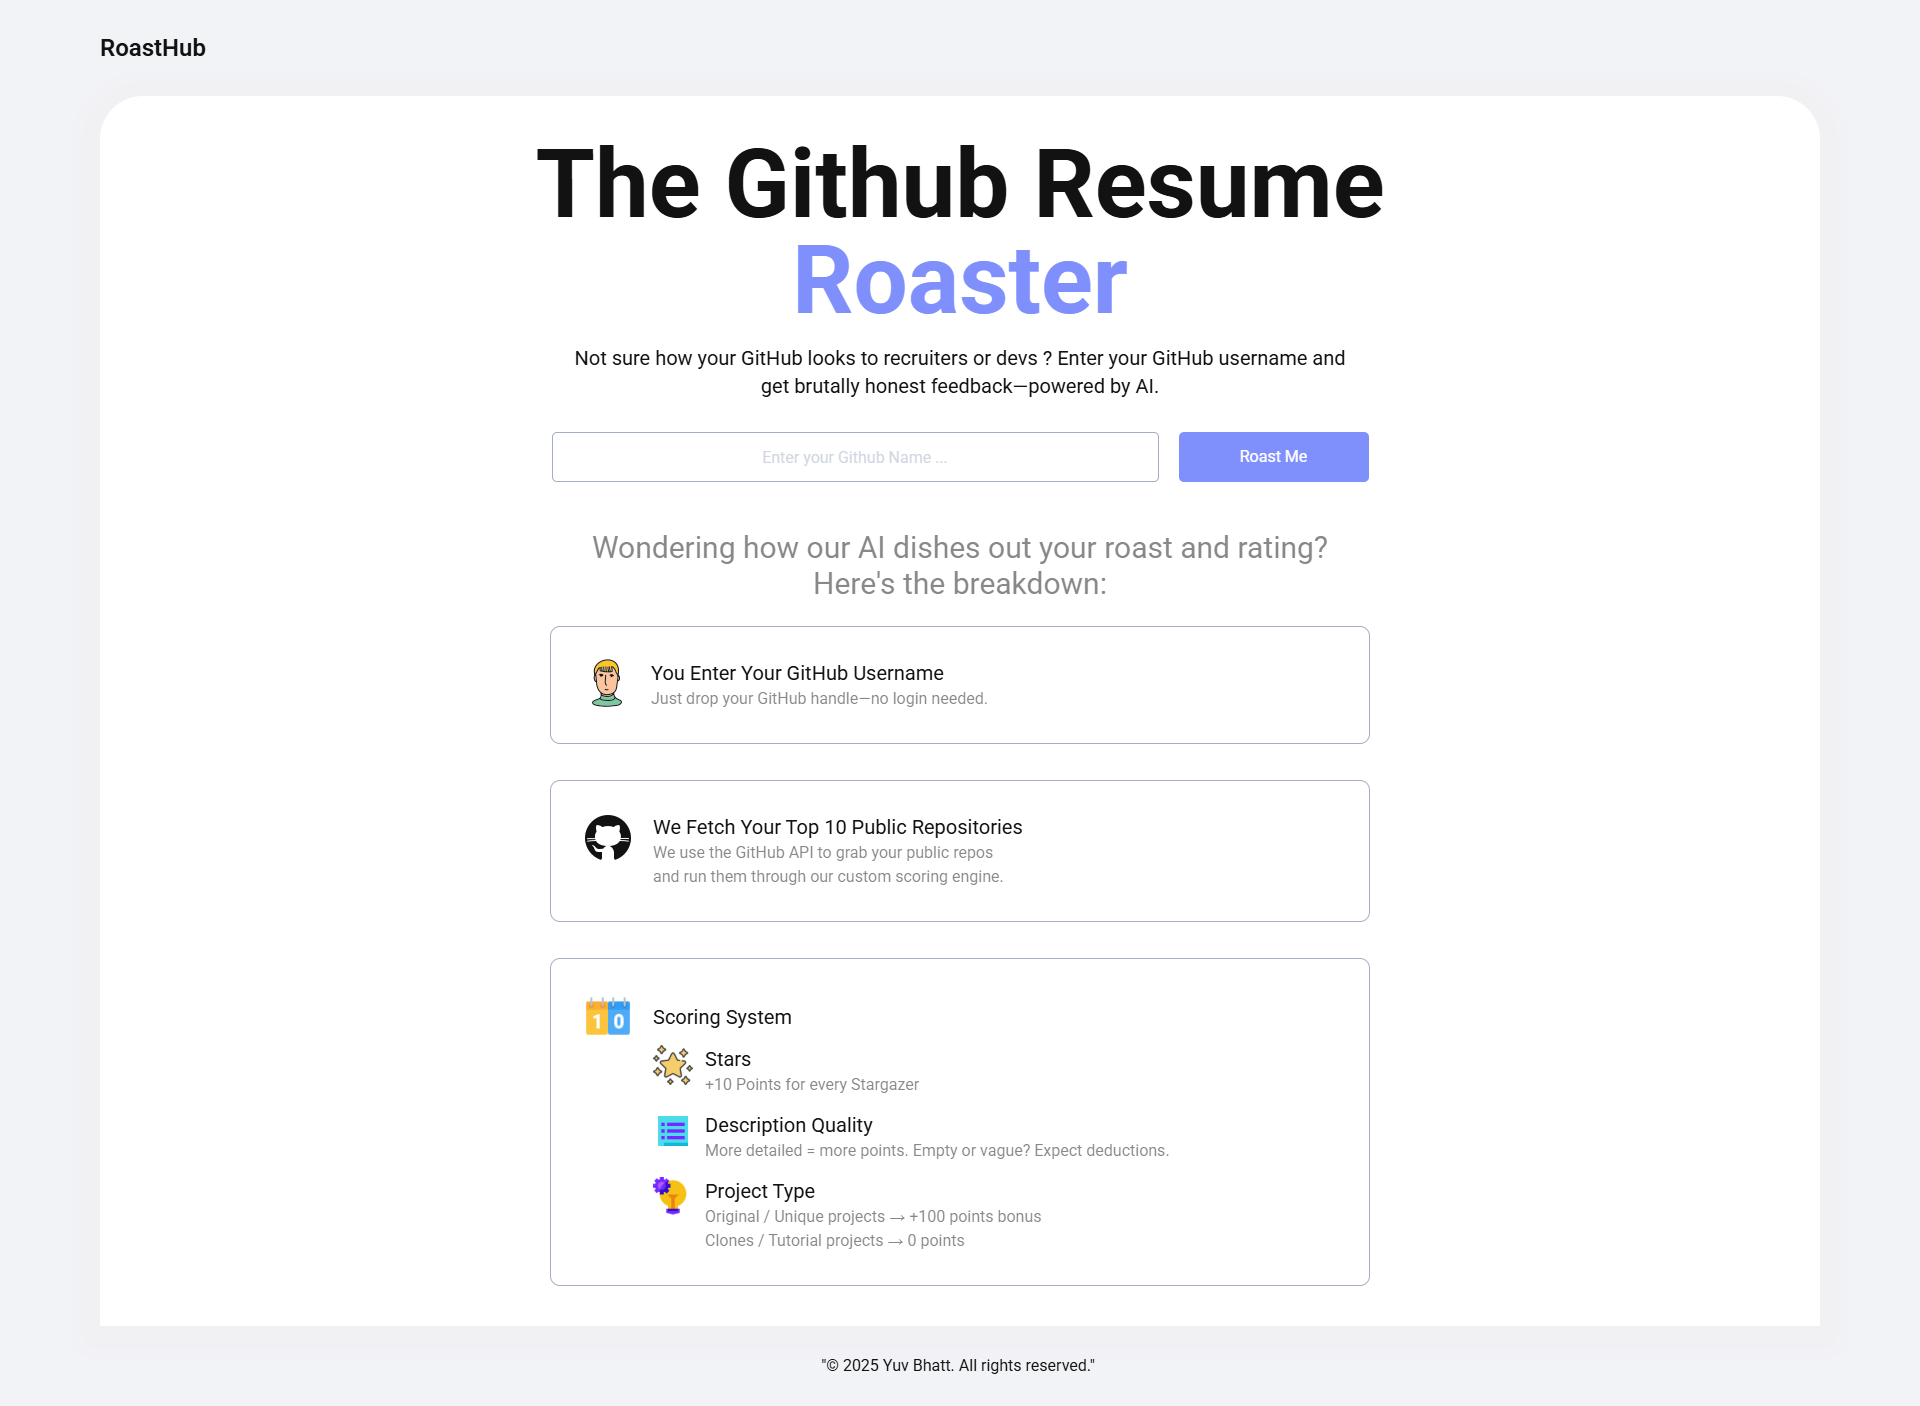 RoastHub
The Github Resume
Roaster
Not sure how your GitHub looks to recruiters or devs ? Enter your GitHub username and
get brutally honest feedback—powered by AI.
Enter your Github Name ...
Roast Me
Wondering how our AI dishes out your roast and rating?
Here's the breakdown:
You Enter Your GitHub Username
Just drop your GitHub handle—no login needed.
We Fetch Your Top 10 Public Repositories
We use the GitHub API to grab your public repos
and run them through our custom scoring engine.
10
Scoring System
Stars
+10 Points for every Stargazer
Description Quality
More detailed = more points. Empty or vague? Expect deductions.
Project Type
Original / Unique projects → +100 points bonus
Clones / Tutorial projects → 0 points
"© 2025 Yuv Bhatt. All rights reserved."